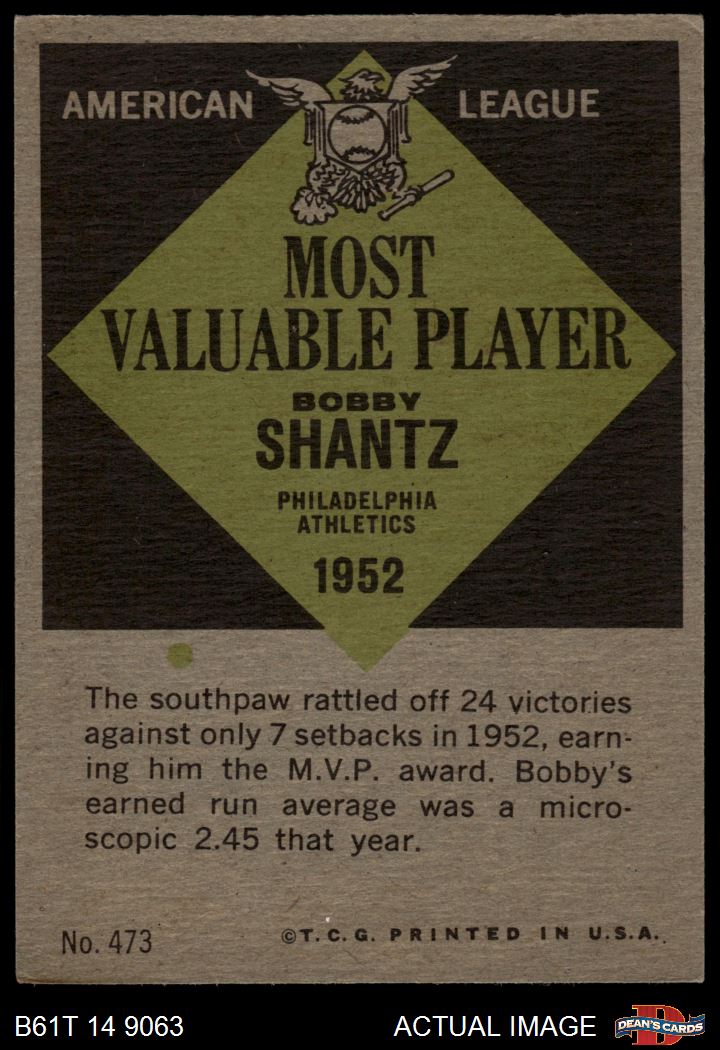 AMERICAN LEAGUE
MOST
VALUABLE PLAYER
BOBBY
SHANTZ
PHILADELPHIA
ATHLETICS
1952
The southpaw rattled off 24 victories
against only 7 setbacks in 1952, earn-
ing him the M.V.P. award. Bobby's
earned run average was a micro-
scopic 2.45 that year.
No. 473 ©T.C.G. PRINTED IN U.S.A.
B61T 14 9063 ACTUAL IMAGE DEAN'S CARDS